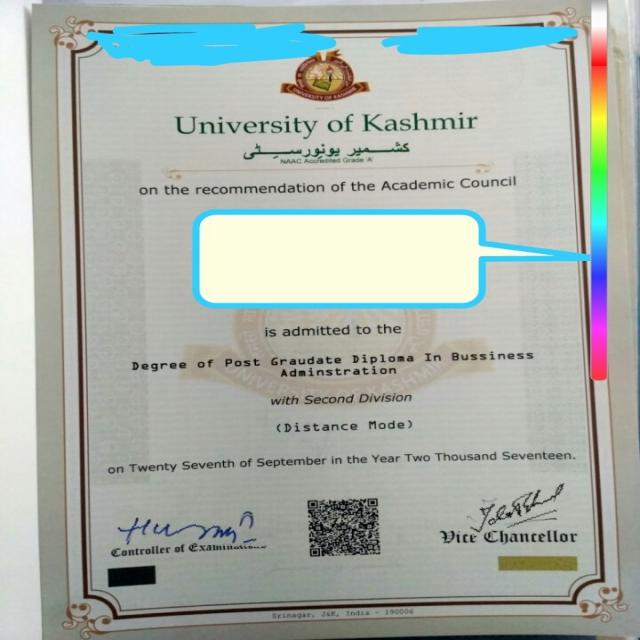 University of Kashmir
کشمیر یونورسٹی
NAAC Accredited Grade 'A'
on the recommendation of the Academic Council
is admitted to the
Degree of Post Graudate Diploma In Bussiness
Adminstration
with Second Division
(Distance Mode)
on Twenty Seventh of September in the Year Two Thousand Seventeen.
Controller of Examinations
Vice Chancellor
Srinagar, J&K, India - 190006